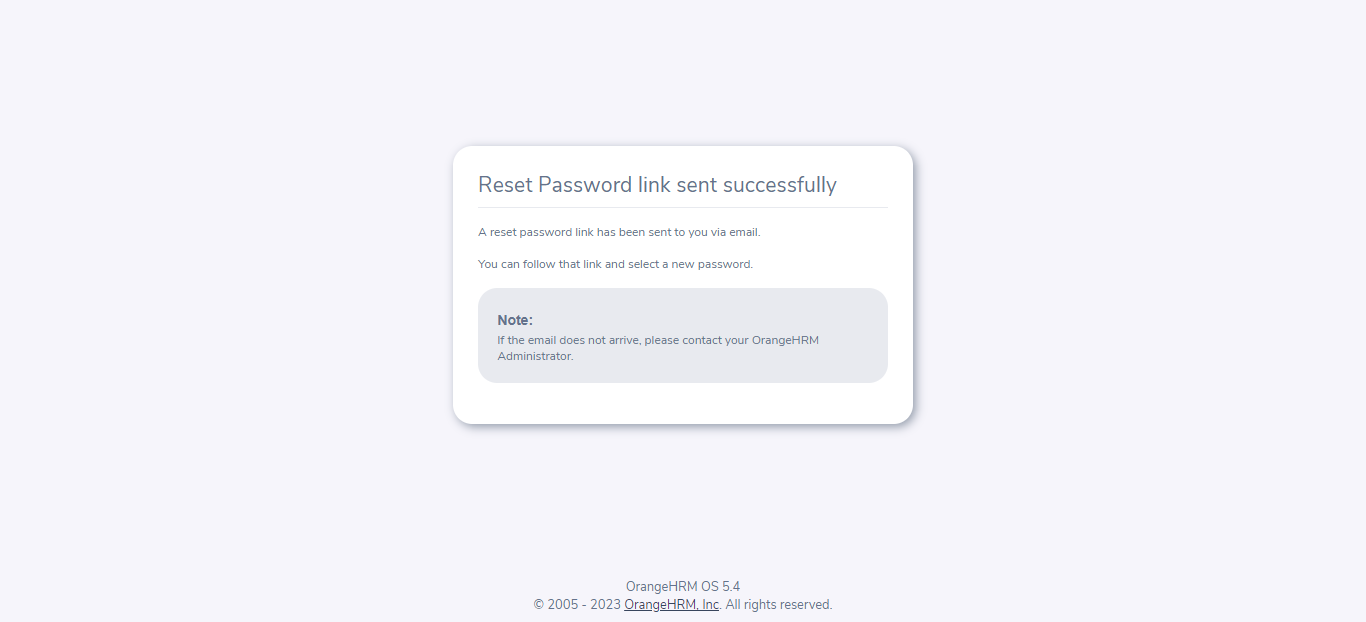 Reset Password link sent successfully
A reset password link has been sent to you via email.
You can follow that link and select a new password.
Note:
If the email does not arrive, please contact your OrangeHRM
Administrator.
OrangeHRM OS 5.4
© 2005 - 2023 OrangeHRM, Inc. All rights reserved.